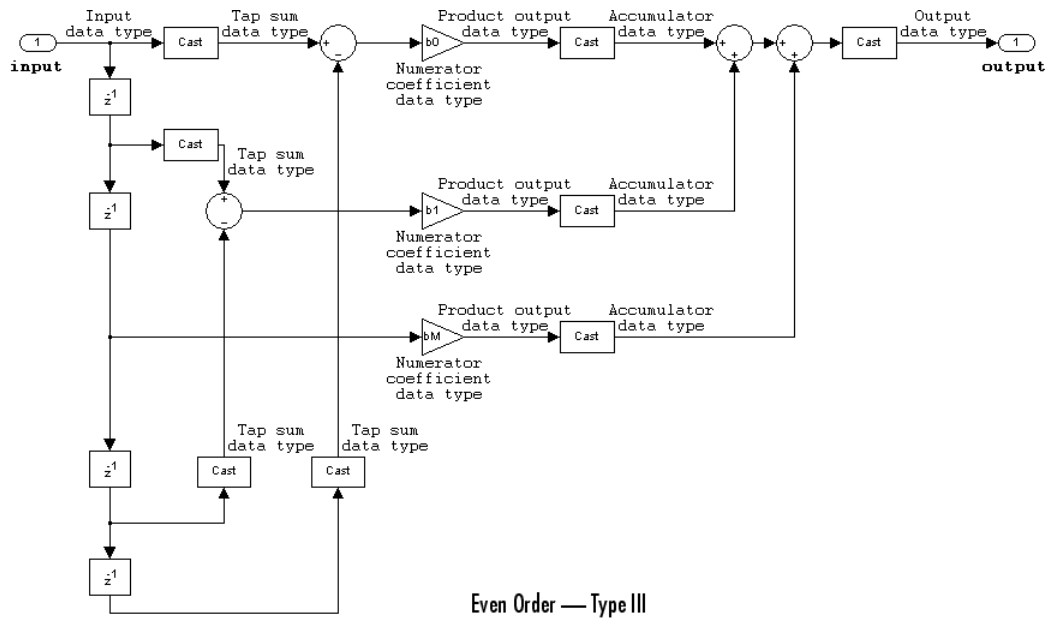 Input
data type
Tap sum
data type
Product output
data type
Accumulator
data type
Output
data type
1
input
Cast
+
−
b0
Cast
+
+
+
+
Cast
1
output
Numerator
coefficient
data type
z-1
Cast
Tap sum
data type
z-1
+
−
Product output
data type
Accumulator
data type
b1
Cast
Numerator
coefficient
data type
Product output
data type
Accumulator
data type
bM
Cast
Numerator
coefficient
data type
Tap sum
data type
Tap sum
data type
z-1
Cast
Cast
z-1
Even Order — Type III